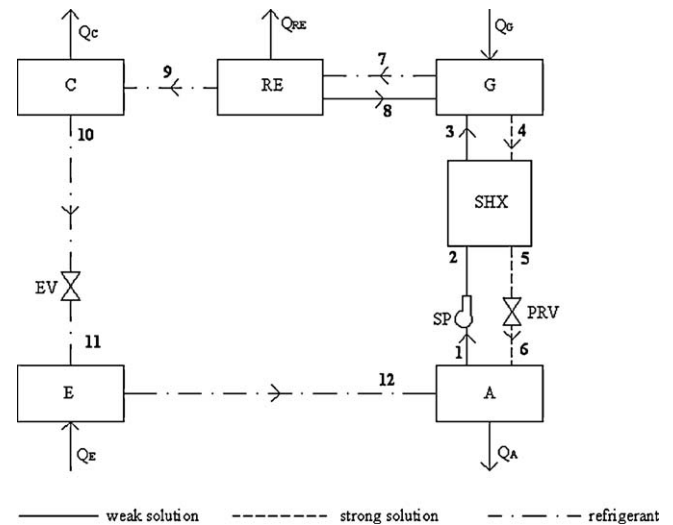 QC
QRE
QG
9
7
C
RE
G
8
10
3
4
SHX
2
5
EV
SP
PRV
11
1
6
12
E
A
QE
QA
weak solution
strong solution
refrigerant